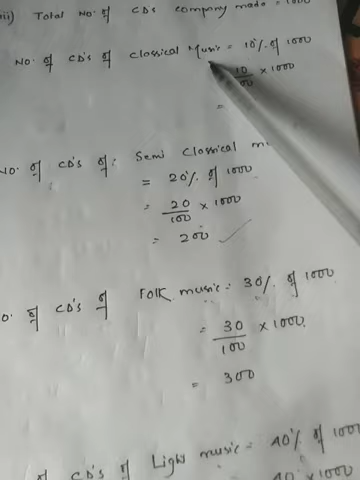 iii) Total No. of CDs company made = 1000
No. of CD's of Classical Music = 10% of 1000
10/100 × 1000
=
No. of CD's of: Semi Classical
= 20% of 1000
= 20/100 × 1000
= 200 ✓
No. of CD's of Folk music = 30% of 1000
= 30/100 × 1000
= 300
of CD's of Light music = 40% of 1000
40 × 1000